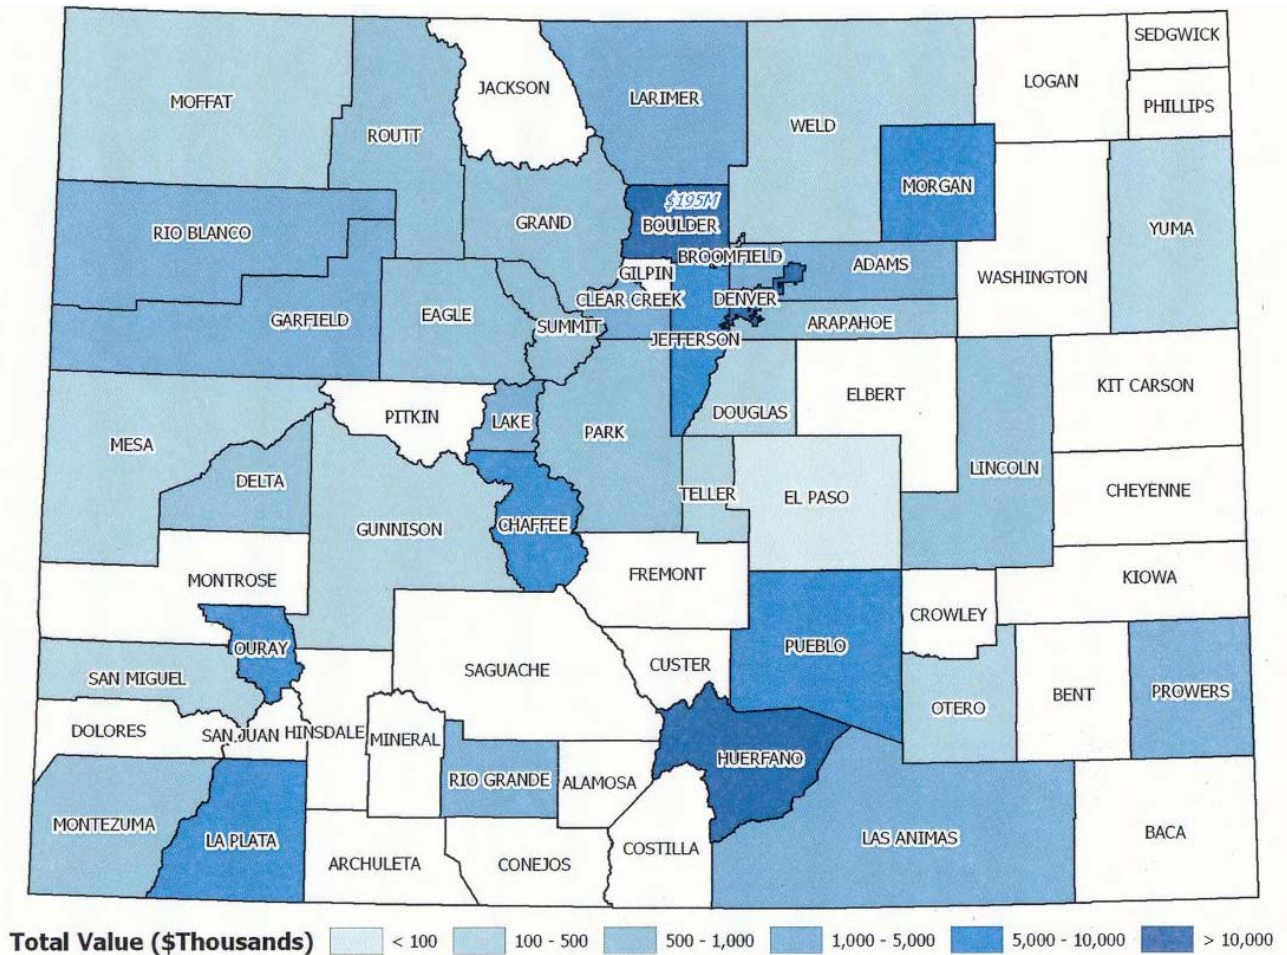 SEDGWICK
JACKSON
LOGAN
LARIMER
MOFFAT
PHILLIPS
WELD
ROUTT
MORGAN
$195M
BOULDER
GRAND
YUMA
RIO BLANCO
BROOMFIELD
ADAMS
GILPIN
WASHINGTON
CLEAR CREEK
DENVER
EAGLE
GARFIELD
SUMMIT
ARAPAHOE
JEFFERSON
KIT CARSON
ELBERT
PITKIN
LAKE
DOUGLAS
PARK
MESA
LINCOLN
DELTA
TELLER
EL PASO
CHEYENNE
GUNNISON
CHAFFEE
FREMONT
MONTROSE
KIOWA
CROWLEY
OURAY
PUEBLO
CUSTER
SAGUACHE
SAN MIGUEL
BENT
PROWERS
OTERO
DOLORES
SAN JUAN
HINSDALE
MINERAL
HUERFANO
RIO GRANDE
ALAMOSA
MONTEZUMA
LA PLATA
LAS ANIMAS
BACA
COSTILLA
ARCHULETA
CONEJOS
Total Value ($Thousands) < 100 100 - 500 500 - 1,000 1,000 - 5,000 5,000 - 10,000 > 10,000